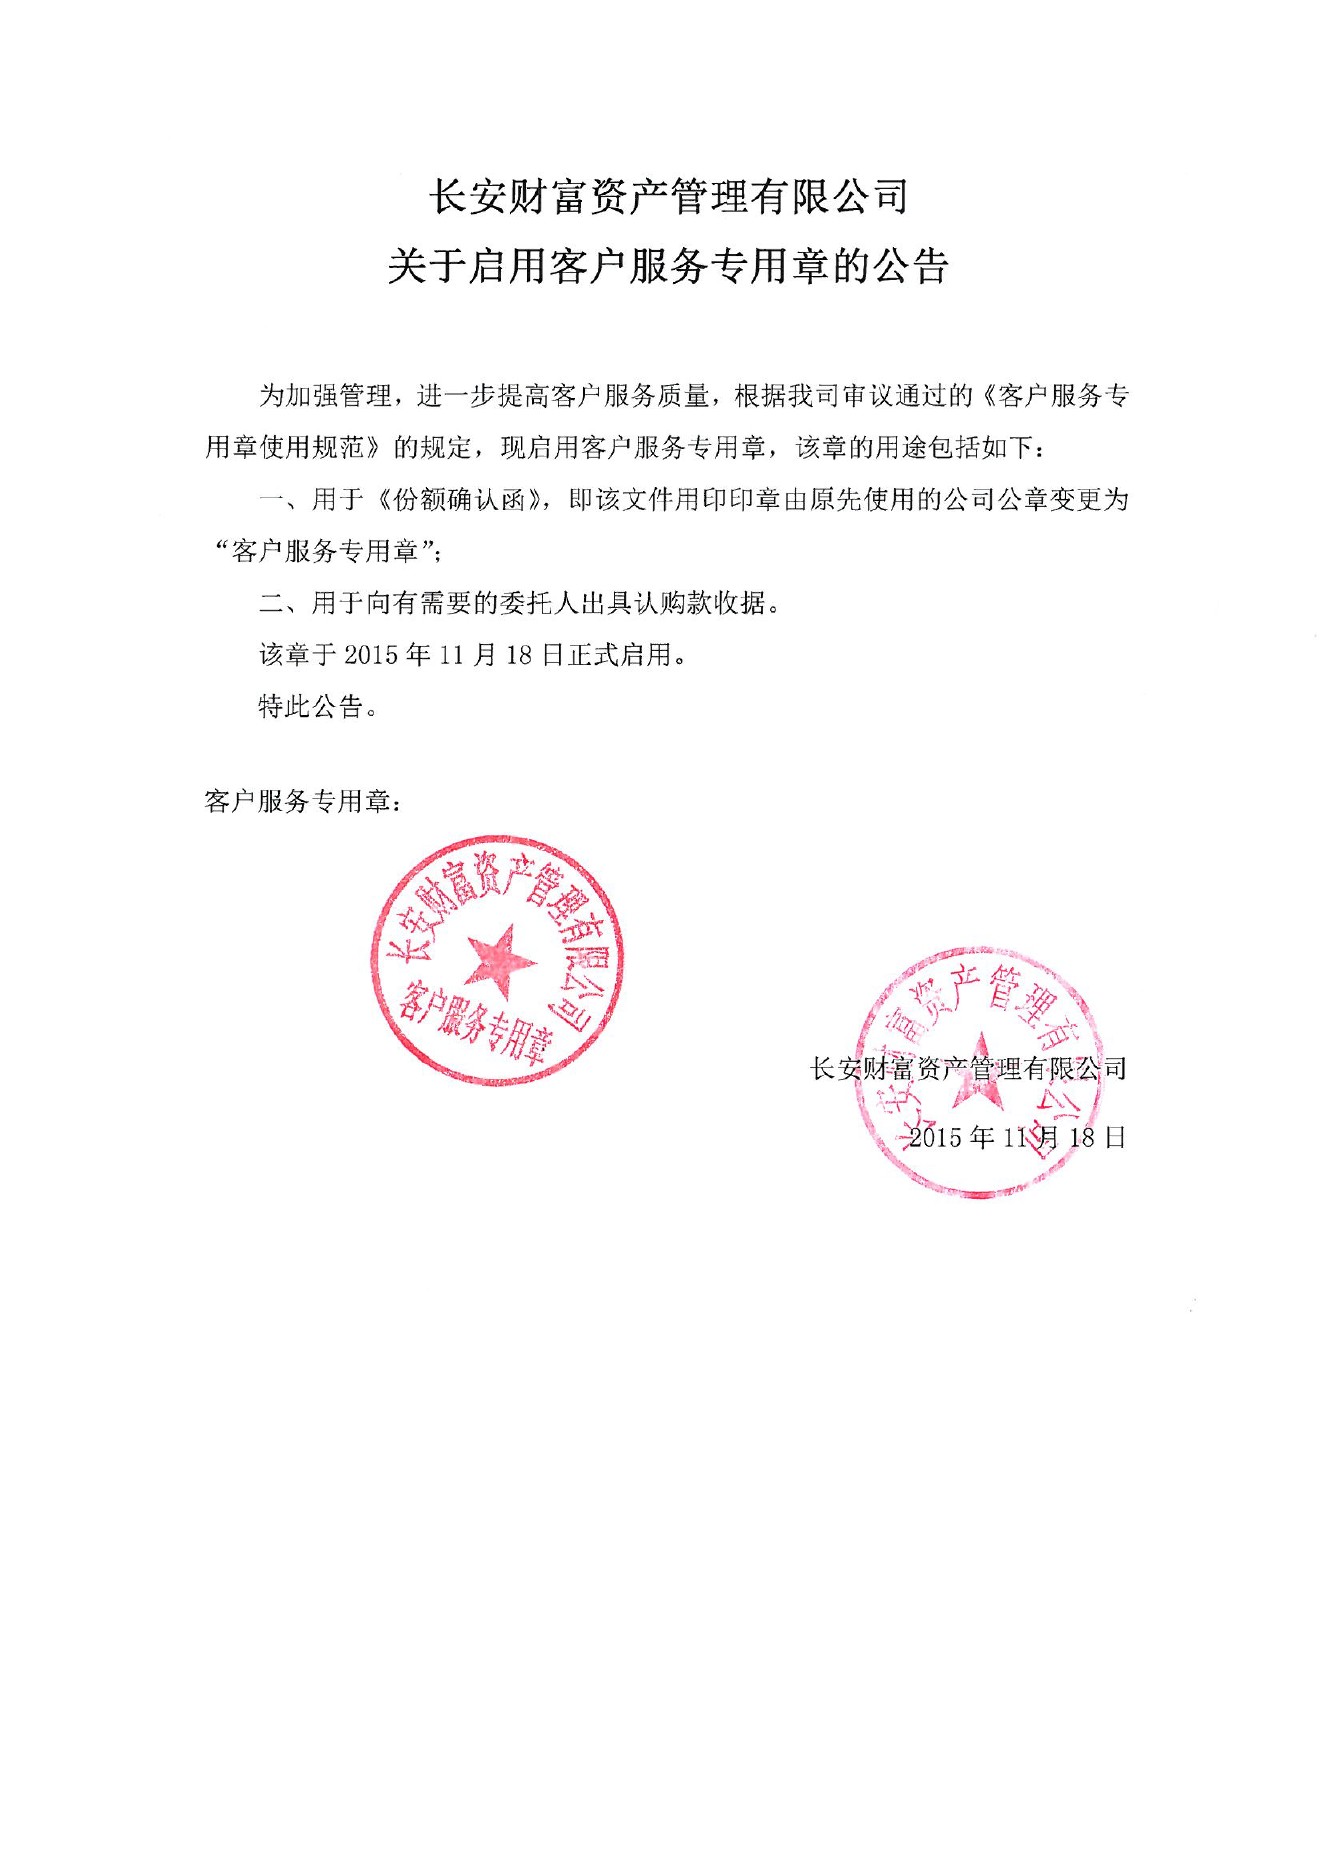 长安财富资产管理有限公司
关于启用客户服务专用章的公告
为加强管理，进一步提高客户服务质量，根据我司审议通过的《客户服务专
用章使用规范》的规定，现启用客户服务专用章，该章的用途包括如下：
一、用于《份额确认函》，即该文件用印印章由原先使用的公司公章变更为
“客户服务专用章”；
二、用于向有需要的委托人出具认购款收据。
该章于 2015 年 11 月 18 日正式启用。
特此公告。
客户服务专用章：
长安财富资产管理有限公司
客户服务专用章
长安财富资产管理有限公司
长安财富资产管理有限公司
2015 年 11 月 18 日